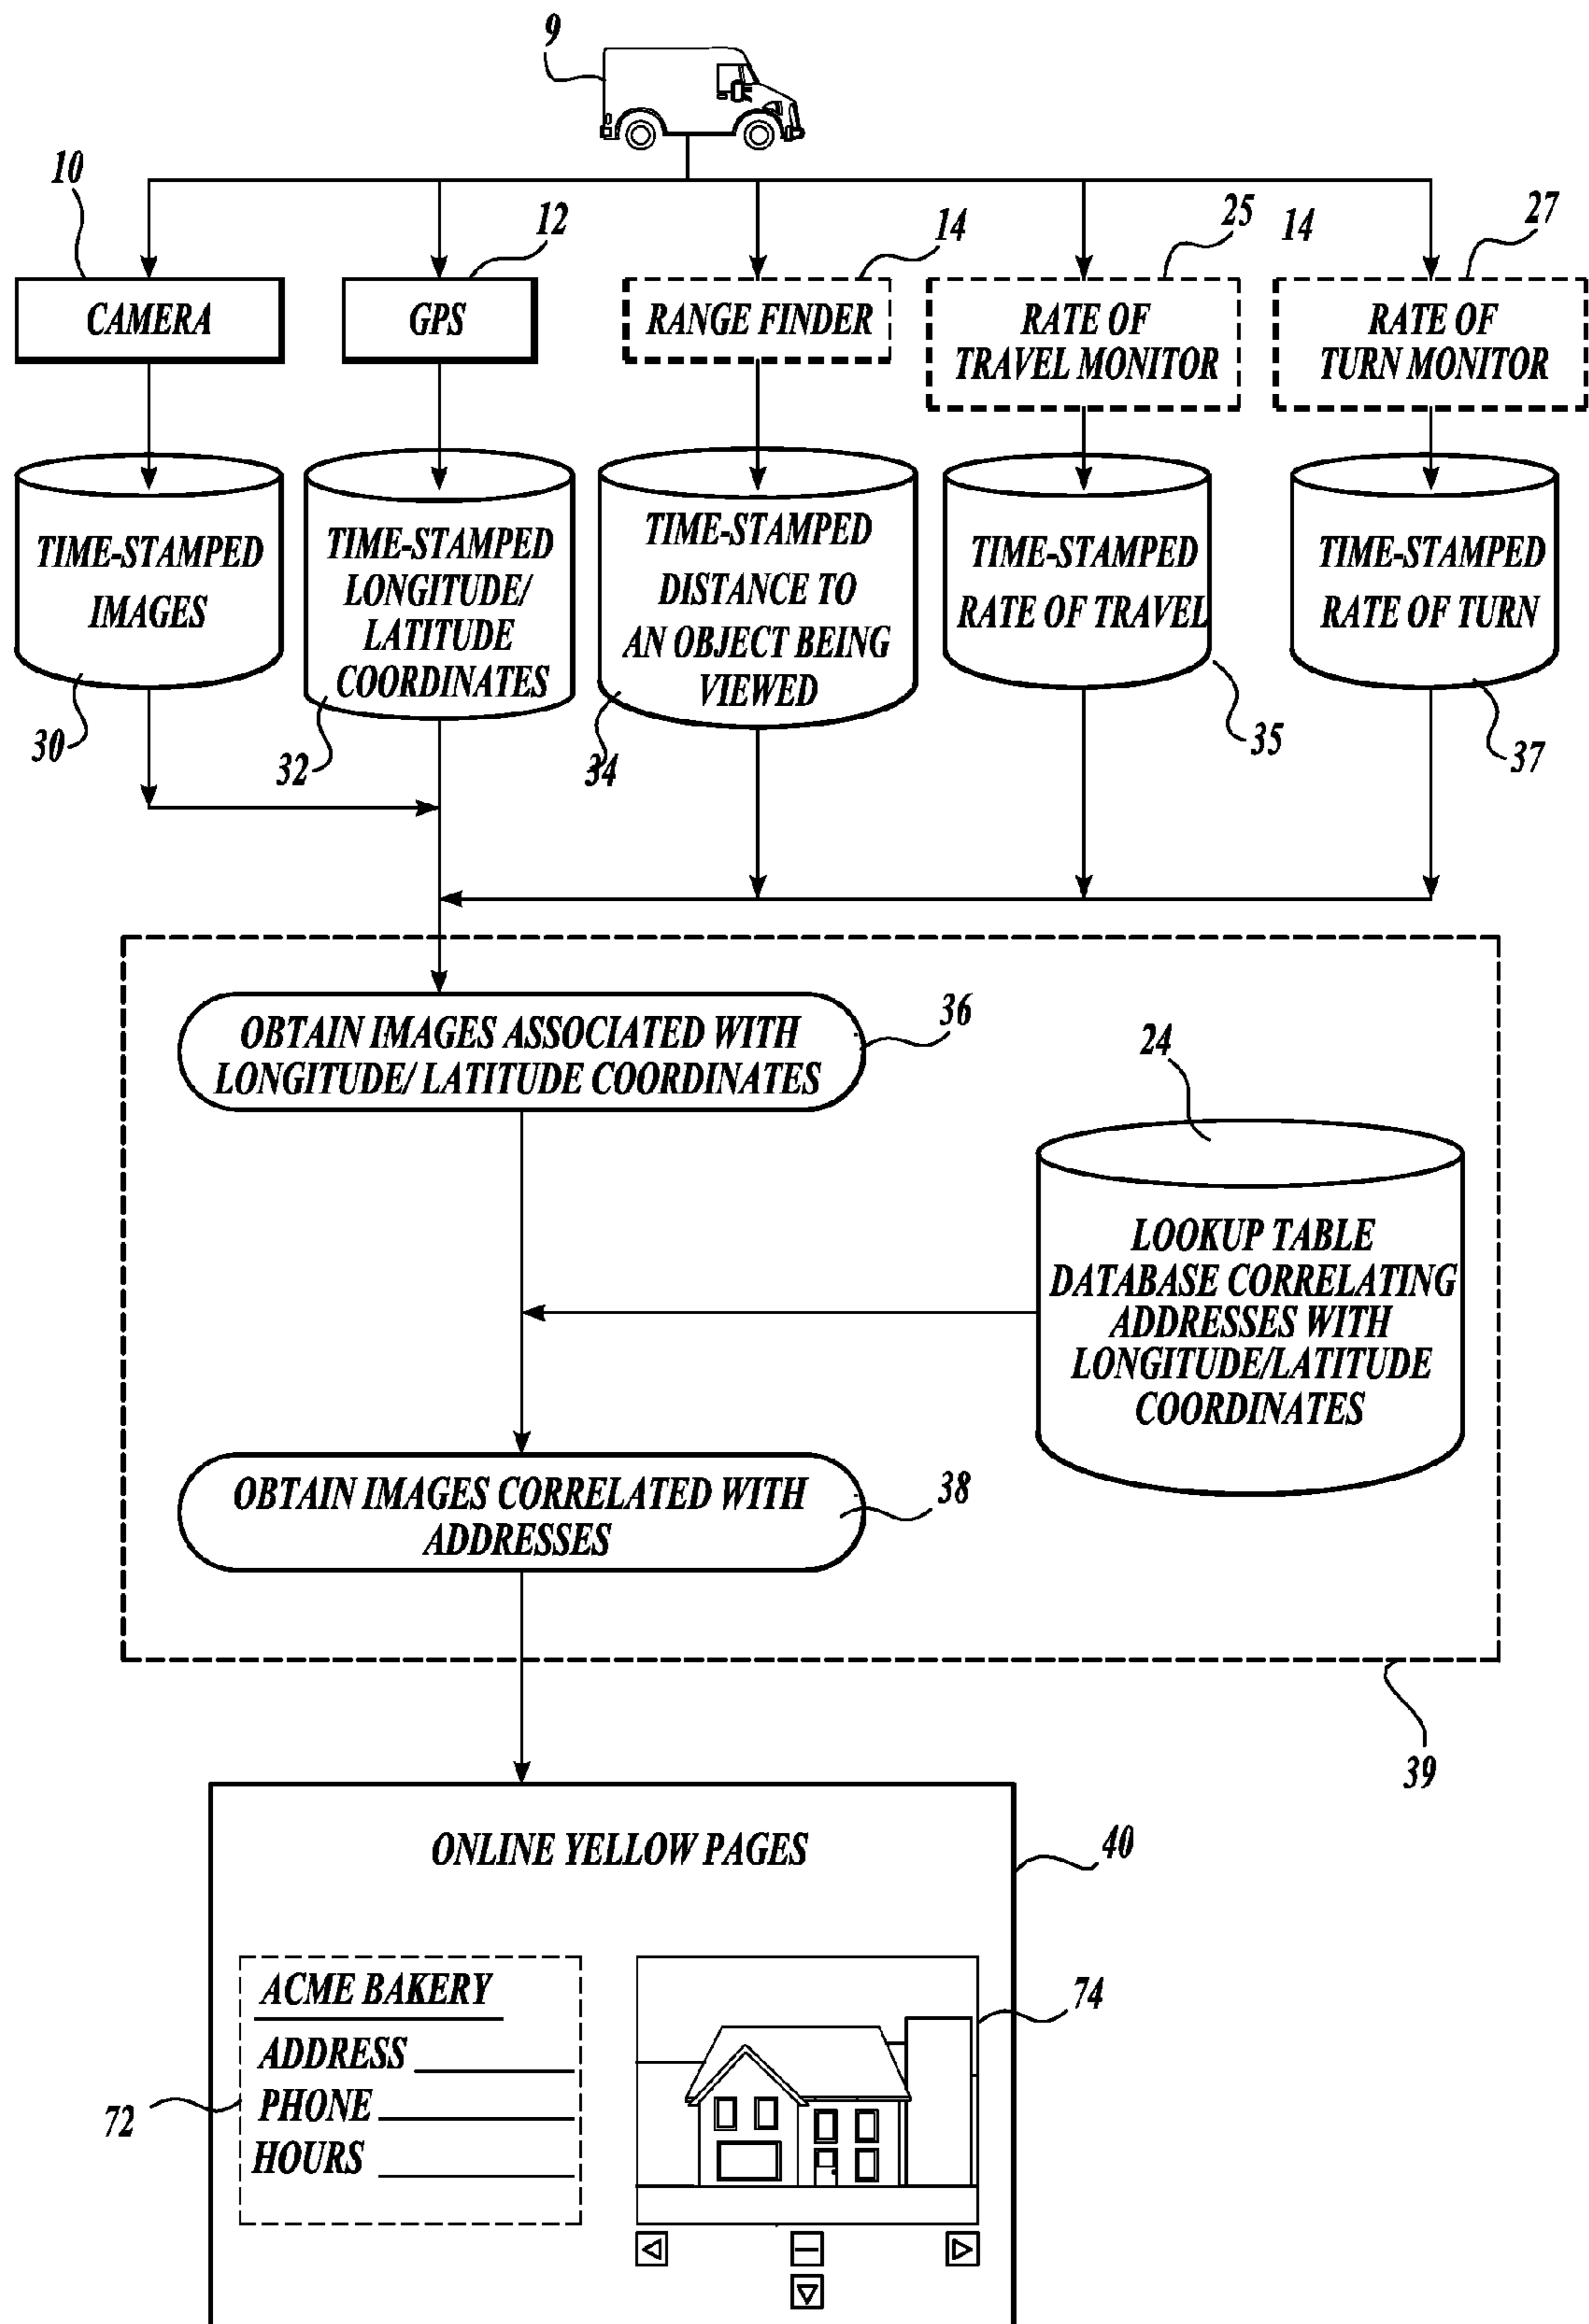 9
10
12
14
25
14
27
CAMERA
GPS
RANGE FINDER
RATE OF
TRAVEL MONITOR
RATE OF
TURN MONITOR
TIME-STAMPED
IMAGES
TIME-STAMPED
LONGITUDE/
LATITUDE
COORDINATES
TIME-STAMPED
DISTANCE TO
AN OBJECT BEING
VIEWED
TIME-STAMPED
RATE OF TRAVEL
TIME-STAMPED
RATE OF TURN
30
32
34
35
37
OBTAIN IMAGES ASSOCIATED WITH
LONGITUDE/ LATITUDE COORDINATES
36
24
LOOKUP TABLE
DATABASE CORRELATING
ADDRESSES WITH
LONGITUDE/LATITUDE
COORDINATES
OBTAIN IMAGES CORRELATED WITH
ADDRESSES
38
39
ONLINE YELLOW PAGES
40
ACME BAKERY
ADDRESS
PHONE
HOURS
72
74